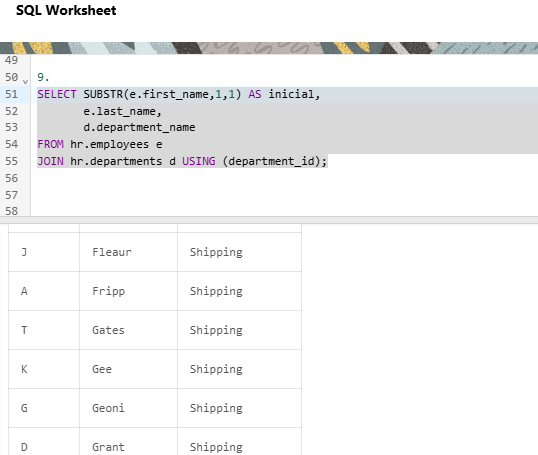 SQL Worksheet
49
50 9.
51 SELECT SUBSTR(e.first_name,1,1) AS inicial,
52 e.last_name,
53 d.department_name
54 FROM hr.employees e
55 JOIN hr.departments d USING (department_id);
56
57
58
J Fleaur Shipping
A Fripp Shipping
T Gates Shipping
K Gee Shipping
G Geoni Shipping
D Grant Shipping